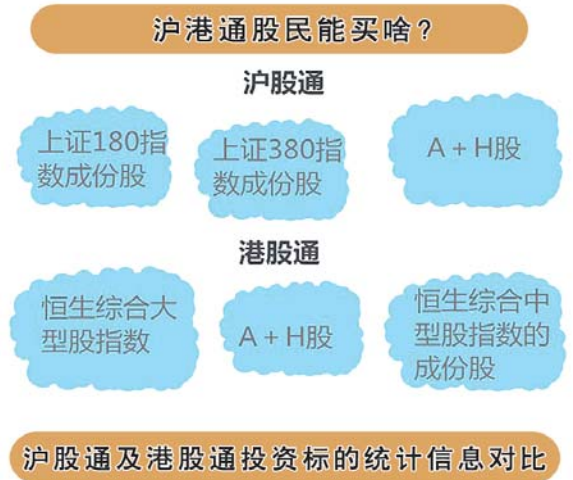 沪港通股民能买啥？
沪股通
上证180指
数成份股
上证380指
数成份股
A+H股
港股通
恒生综合大
型股指数
A+H股
恒生综合中
型股指数的
成份股
沪股通及港股通投资标的统计信息对比